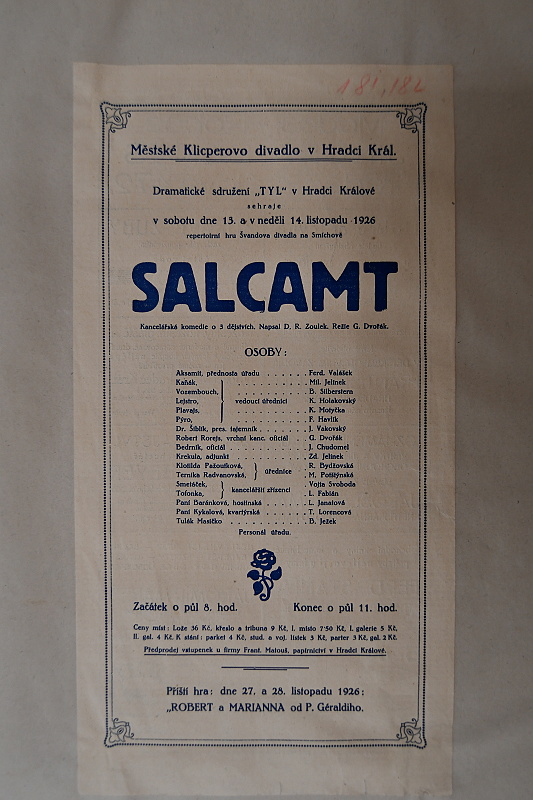 181, 182
Městské Klicperovo divadlo v Hradci Král.
Dramatické sdružení „TYL" v Hradci Králové
sehraje
v sobotu dne 13. a v neděli 14. listopadu 1926
repertoirní hru Švandova divadla na Smíchově
SALCAMT
Kancelářská komedie o 3 dějstvích. Napsal D. R. Zoulek. Režie G. Dvořák.
OSOBY:
Aksamit, přednosta úřadu . . . . . . Ferd. Valášek
Kaňák, . . . . . . . . . . Mil. Jelínek
Vozembouch, . . . . . . . . . . B. Silberstern
Lejstro, vedoucí úředníci K. Holakovský
Plavajs, . . . . . . . . . . K. Motyčka
Pýro, . . . . . . . . . . F. Havlík
Dr. Šiblík, pres. tajemník . . . . . . . J. Vakovský
Robert Rorejs, vrchní kanc. oficiál . . G. Dvořák
Bedrník, oficiál . . . . . . . . . . . J. Chudomel
Krekula, adjunkt . . . . . . . . . . . Zd. Jelínek
Klotilda Pažoutková, úřednice . R. Bydžovská
Ternika Radvanovská, . M. Potštýnská
Smetáček, kancelářští zřízenci Vojta Svoboda
Tofonka, . L. Fabián
Paní Baránková, hostinská . . . . . . L. Janatová
Paní Kykalová, kvartýrská . . . . . . T. Lorencová
Tulák Masíčko . . . . . . . . . . . B. Ježek
Personál úřadu.
Začátek o půl 8. hod. Konec o půl 11. hod.
Ceny míst: Lože 36 Kč, křeslo a tribuna 9 Kč, I. místo 7·50 Kč, I. galerie 5 Kč,
II. gal. 4 Kč. K stání: parket 4 Kč, stud. a voj. lístek 3 Kč, parter 3 Kč, gal. 2 Kč.
Předprodej vstupenek u firmy Frant. Matouš, papírnictví v Hradci Králové.
Příští hra: dne 27. a 28. listopadu 1926:
„ROBERT a MARIANNA od P. Géraldiho.